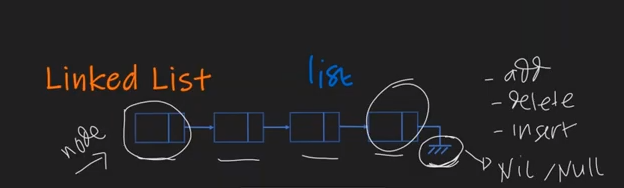 Linked List
list
- add
- delete
- insert
node
Nil/Null